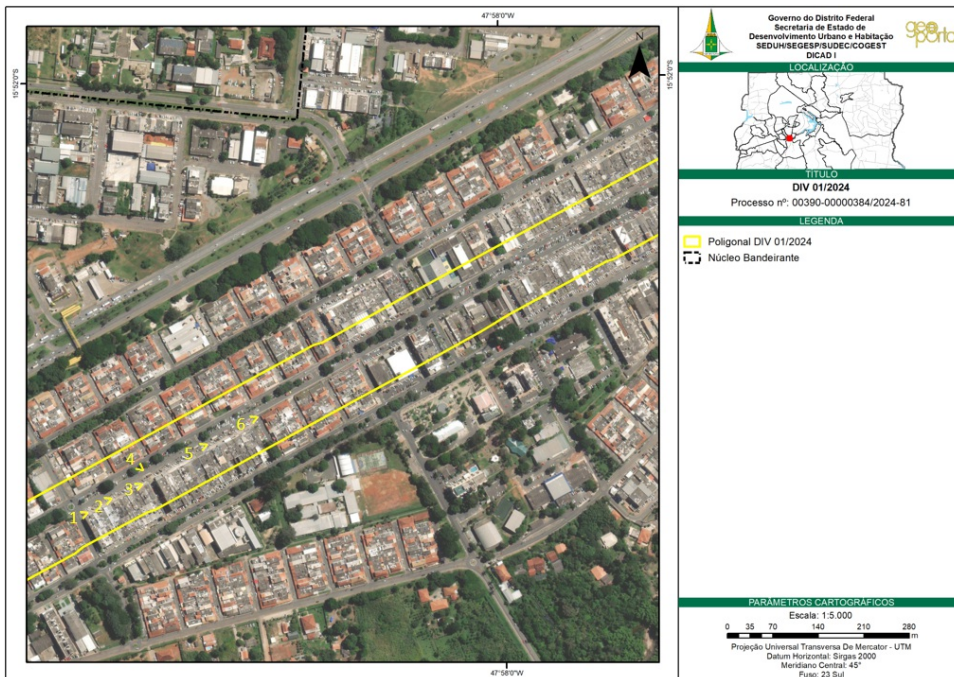 47°58'0"W
15°52'0"S
N
15°52'0"S
4
6
5
3
2
1
47°58'0"W
Governo do Distrito Federal
Secretaria de Estado de
Desenvolvimento Urbano e Habitação
SEDUH/SEGESP/SUDEC/COGEST
DICAD I
geoportal
LOCALIZAÇÃO
TÍTULO
DIV 01/2024
Processo nº: 00390-00000384/2024-81
LEGENDA
Poligonal DIV 01/2024
Núcleo Bandeirante
PARÂMETROS CARTOGRÁFICOS
Escala: 1:5.000
0 35 70 140 210 280
m
Projeção Universal Transversa De Mercator - UTM
Datum Horizontal: Sirgas 2000
Meridiano Central: 45°
Fuso: 23 Sul